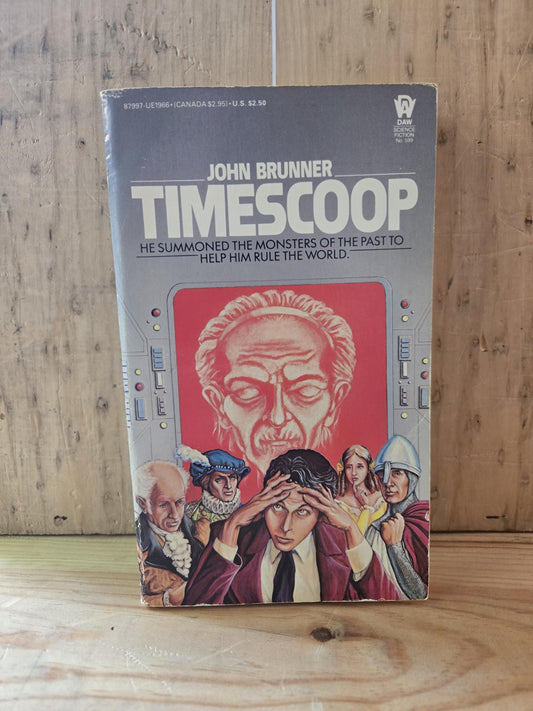 87997-UE1966•(CANADA $2.95)•U.S. $2.50
DAW
SCIENCE
FICTION
No. 599
JOHN BRUNNER
TIMESCOOP
HE SUMMONED THE MONSTERS OF THE PAST TO
HELP HIM RULE THE WORLD.